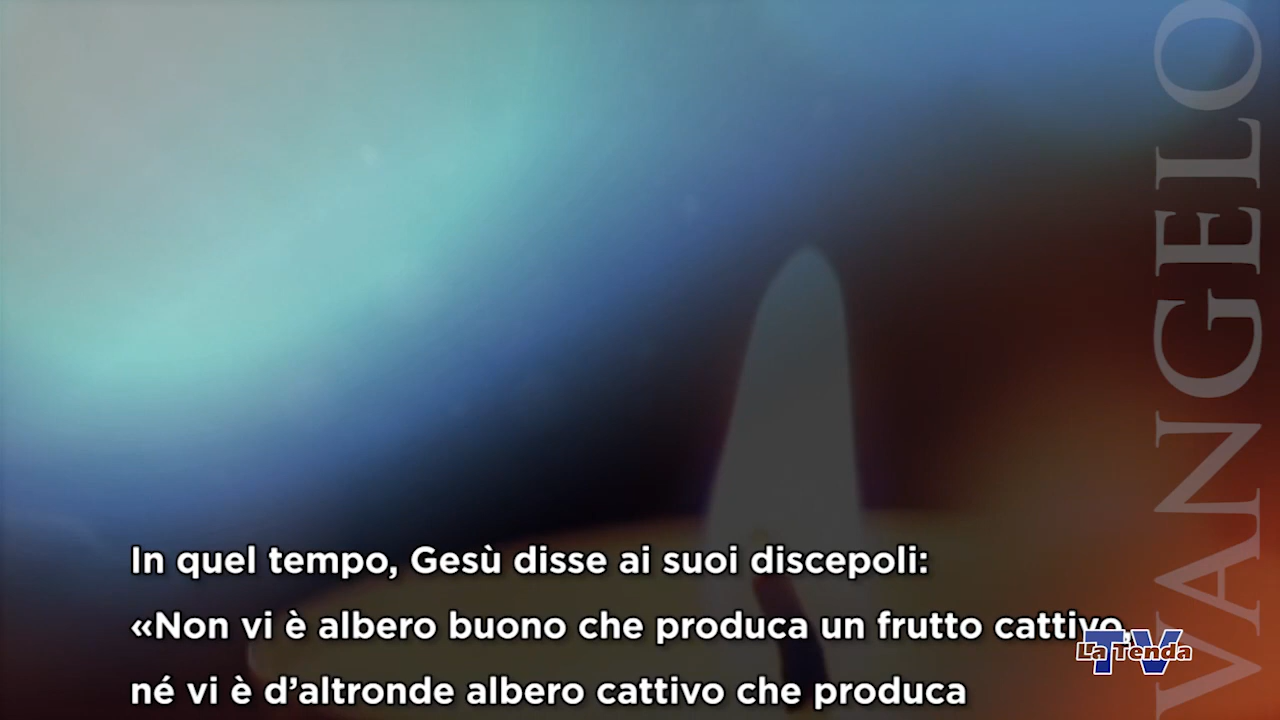 In quel tempo, Gesù disse ai suoi discepoli:
«Non vi è albero buono che produca un frutto cattivo,
né vi è d’altronde albero cattivo che produca
VANGELO
TV
La Tenda